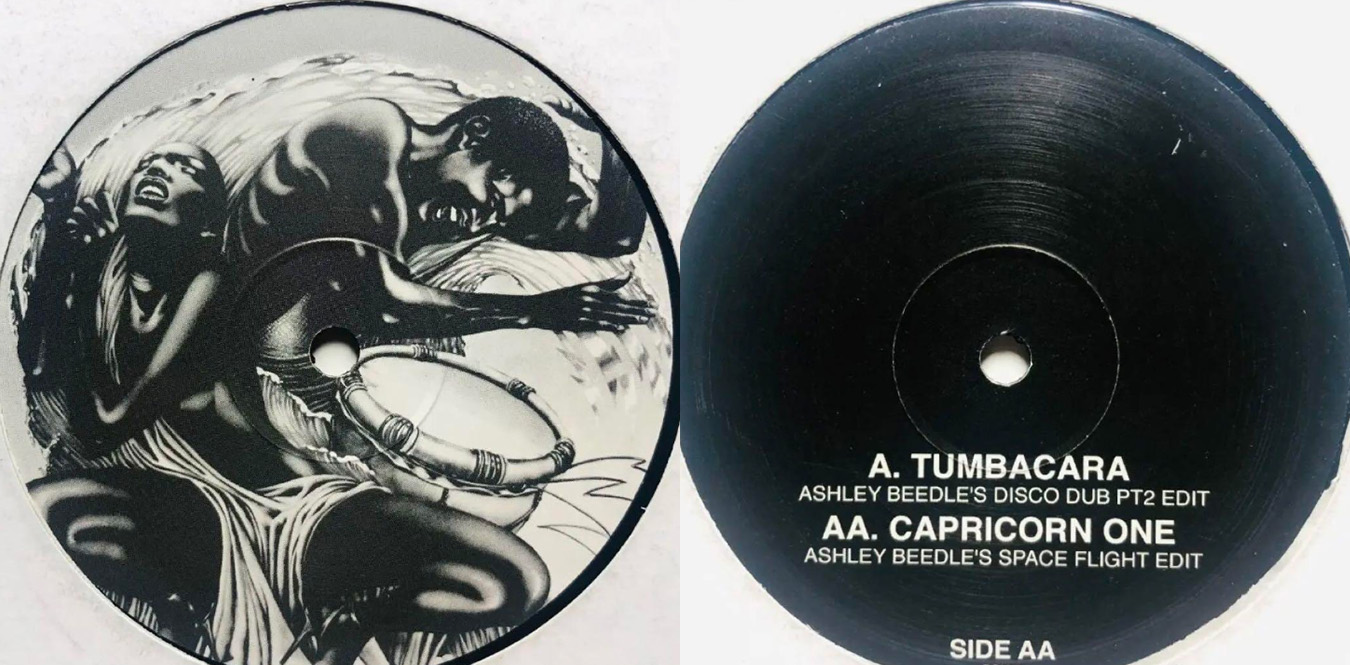 A. TUMBACARA
ASHLEY BEEDLE'S DISCO DUB PT2 EDIT
AA. CAPRICORN ONE
ASHLEY BEEDLE'S SPACE FLIGHT EDIT
SIDE AA